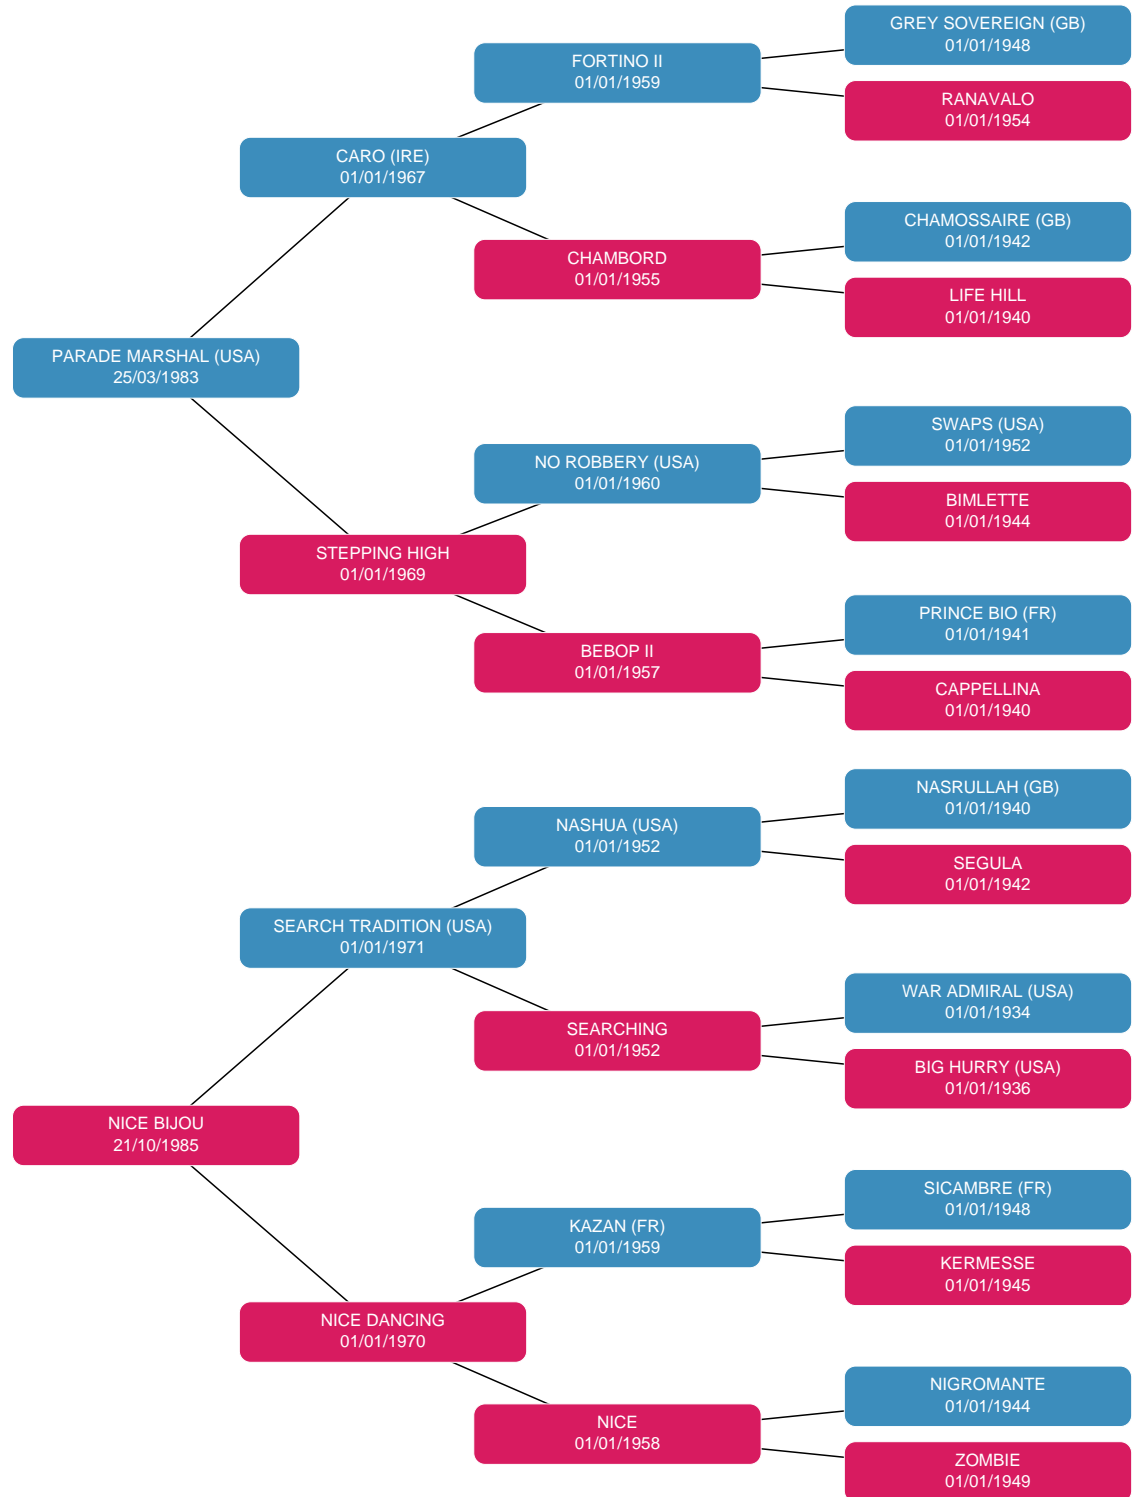 GREY SOVEREIGN (GB)
01/01/1948
FORTINO II
01/01/1959
RANAVALO
01/01/1954
CARO (IRE)
01/01/1967
CHAMOSSAIRE (GB)
01/01/1942
CHAMBORD
01/01/1955
LIFE HILL
01/01/1940
PARADE MARSHAL (USA)
25/03/1983
SWAPS (USA)
01/01/1952
NO ROBBERY (USA)
01/01/1960
BIMLETTE
01/01/1944
STEPPING HIGH
01/01/1969
PRINCE BIO (FR)
01/01/1941
BEBOP II
01/01/1957
CAPPELLINA
01/01/1940
NASRULLAH (GB)
01/01/1940
NASHUA (USA)
01/01/1952
SEGULA
01/01/1942
SEARCH TRADITION (USA)
01/01/1971
WAR ADMIRAL (USA)
01/01/1934
SEARCHING
01/01/1952
BIG HURRY (USA)
01/01/1936
NICE BIJOU
21/10/1985
SICAMBRE (FR)
01/01/1948
KAZAN (FR)
01/01/1959
KERMESSE
01/01/1945
NICE DANCING
01/01/1970
NIGROMANTE
01/01/1944
NICE
01/01/1958
ZOMBIE
01/01/1949